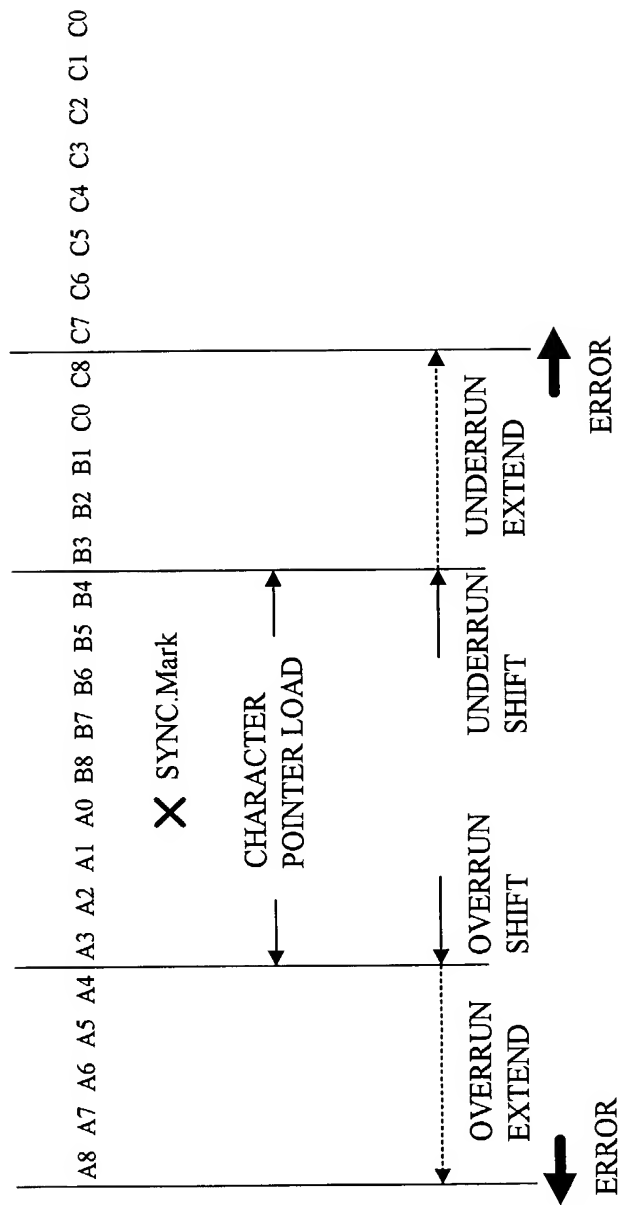 A8 A7 A6 A5 A4 A3 A2 A1 A0 B8 B7 B6 B5 B4 B3 B2 B1 C0 C8 C7 C6 C5 C4 C3 C2 C1 C0
SYNC.Mark
CHARACTER
POINTER LOAD
OVERRUN
EXTEND
OVERRUN
SHIFT
UNDERRUN
SHIFT
UNDERRUN
EXTEND
ERROR
ERROR